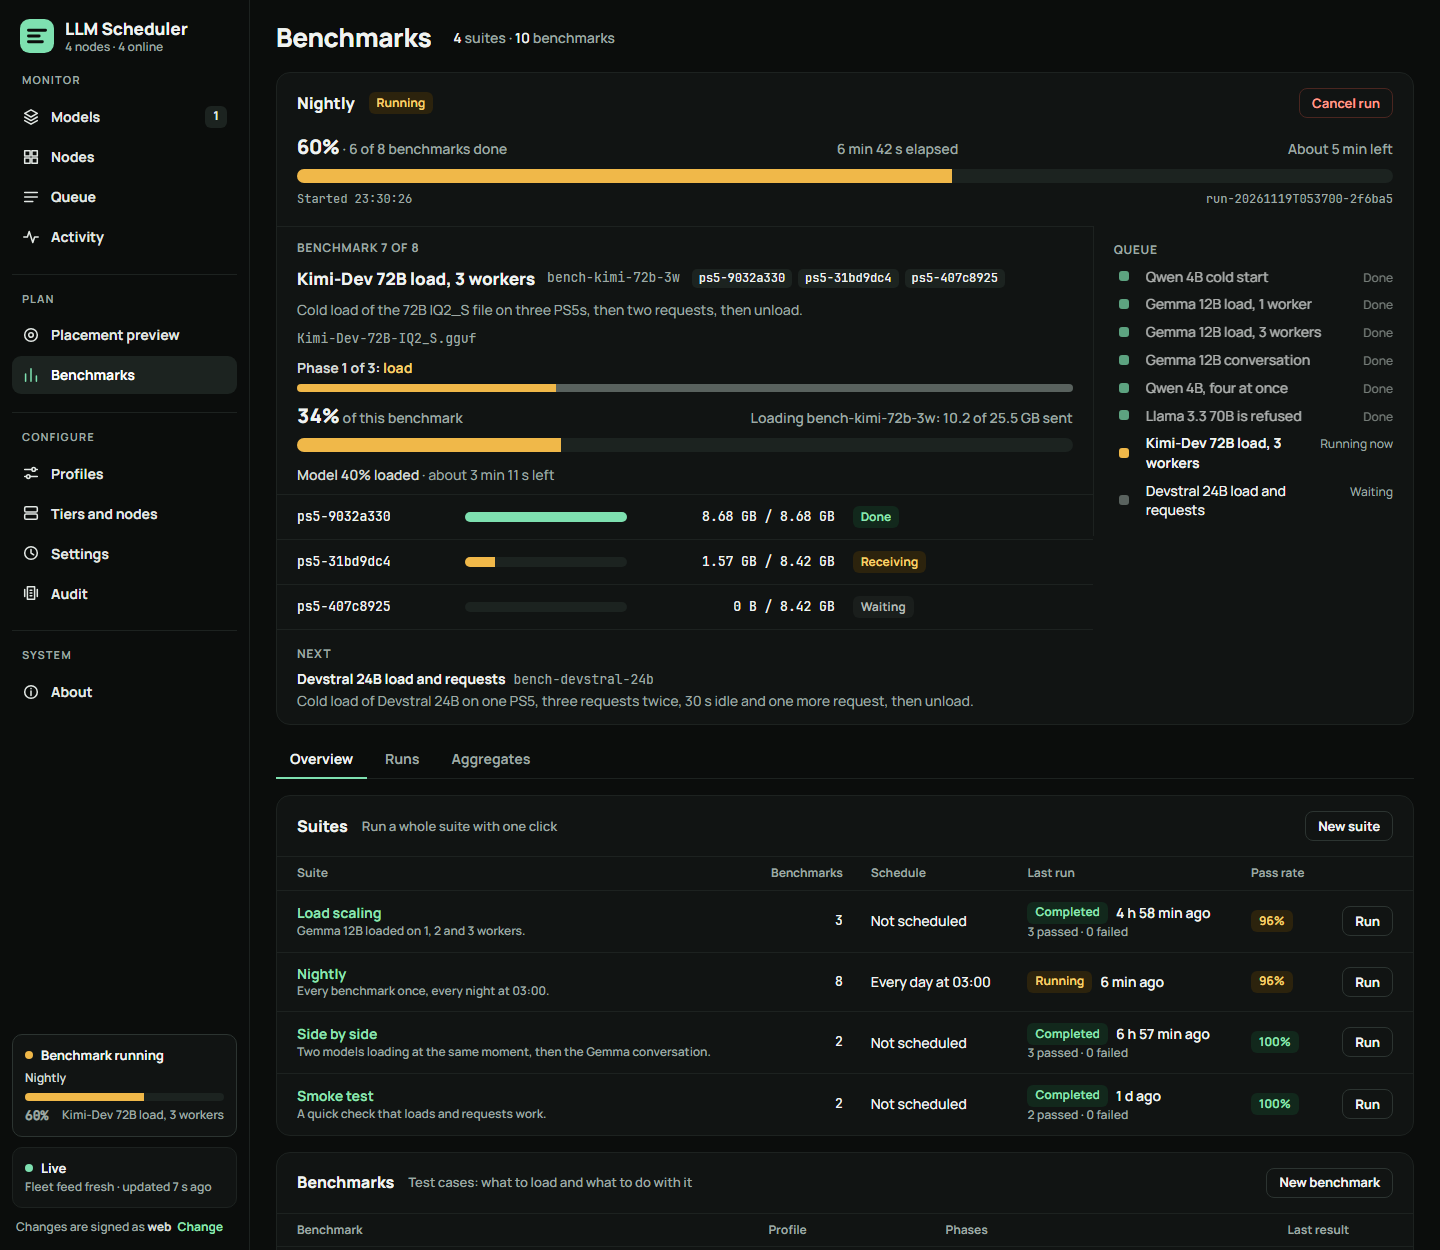 LLM Scheduler
4 nodes · 4 online
MONITOR
Models 1
Nodes
Queue
Activity
PLAN
Placement preview
Benchmarks
CONFIGURE
Profiles
Tiers and nodes
Settings
Audit
SYSTEM
About
Benchmark running
Nightly
60% Kimi-Dev 72B load, 3 workers
Live
Fleet feed fresh · updated 7 s ago
Changes are signed as web Change
Benchmarks 4 suites · 10 benchmarks
Nightly Running Cancel run
60% · 6 of 8 benchmarks done 6 min 42 s elapsed About 5 min left
Started 23:30:26 run-20261119T053700-2f6ba5
BENCHMARK 7 OF 8
Kimi-Dev 72B load, 3 workers bench-kimi-72b-3w ps5-9032a330 ps5-31bd9dc4 ps5-407c8925
Cold load of the 72B IQ2_S file on three PS5s, then two requests, then unload.
Kimi-Dev-72B-IQ2_S.gguf
Phase 1 of 3: load
34% of this benchmark Loading bench-kimi-72b-3w: 10.2 of 25.5 GB sent
Model 40% loaded · about 3 min 11 s left
ps5-9032a330 8.68 GB / 8.68 GB Done
ps5-31bd9dc4 1.57 GB / 8.42 GB Receiving
ps5-407c8925 0 B / 8.42 GB Waiting
NEXT
Devstral 24B load and requests bench-devstral-24b
Cold load of Devstral 24B on one PS5, three requests twice, 30 s idle and one more request, then unload.
QUEUE
Qwen 4B cold start Done
Gemma 12B load, 1 worker Done
Gemma 12B load, 3 workers Done
Gemma 12B conversation Done
Qwen 4B, four at once Done
Llama 3.3 70B is refused Done
Kimi-Dev 72B load, 3 Running now
workers
Devstral 24B load and Waiting
requests
Overview Runs Aggregates
Suites Run a whole suite with one click New suite
Suite Benchmarks Schedule Last run Pass rate
Load scaling 3 Not scheduled Completed 4 h 58 min ago 96% Run
Gemma 12B loaded on 1, 2 and 3 workers. 3 passed · 0 failed
Nightly 8 Every day at 03:00 Running 6 min ago 96% Run
Every benchmark once, every night at 03:00.
Side by side 2 Not scheduled Completed 6 h 57 min ago 100% Run
Two models loading at the same moment, then the Gemma conversation. 3 passed · 0 failed
Smoke test 2 Not scheduled Completed 1 d ago 100% Run
A quick check that loads and requests work. 2 passed · 0 failed
Benchmarks Test cases: what to load and what to do with it New benchmark
Benchmark Profile Phases Last result